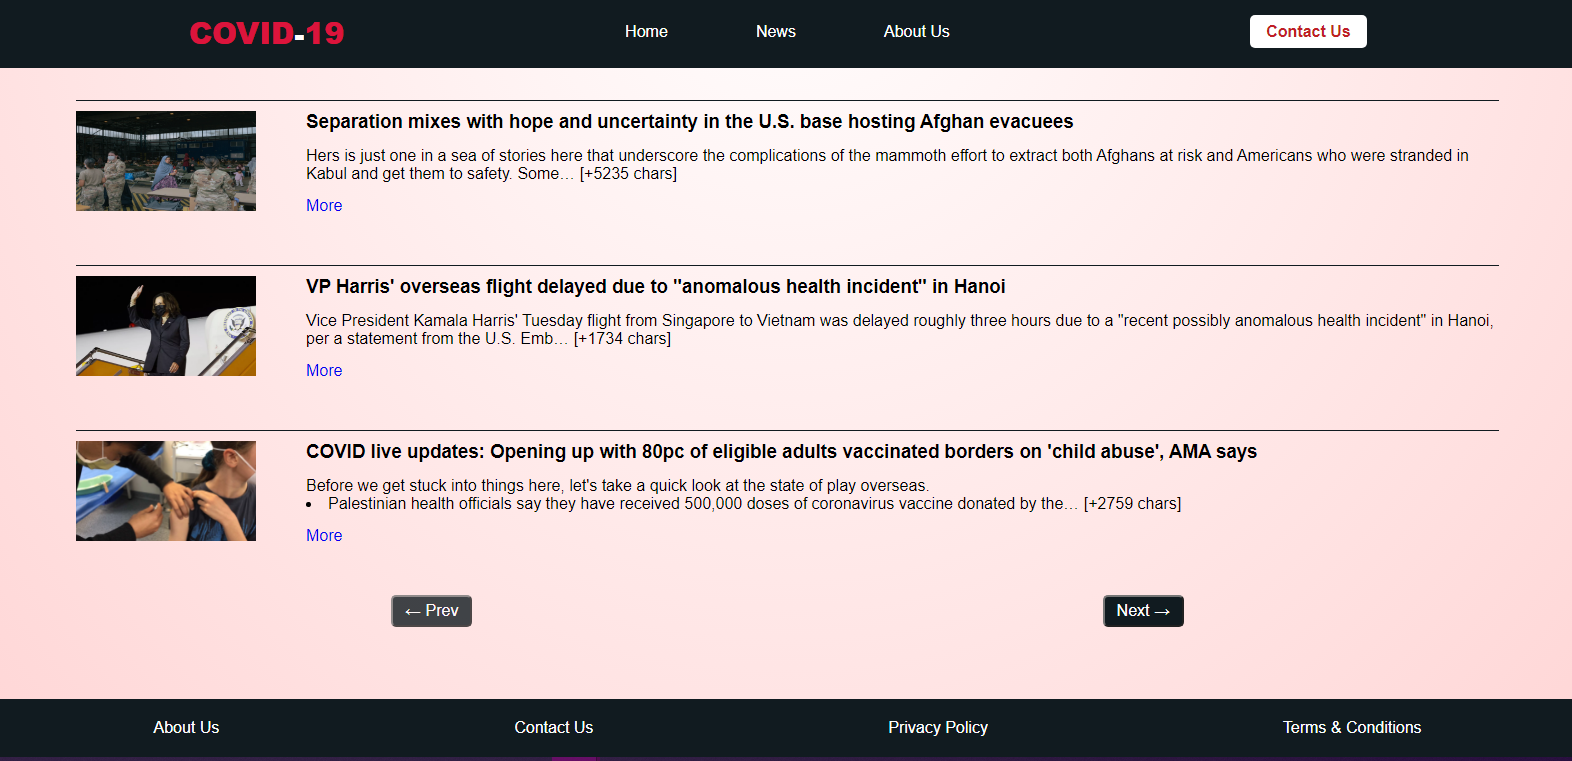 COVID-19
Home
News
About Us
Contact Us
Separation mixes with hope and uncertainty in the U.S. base hosting Afghan evacuees
Hers is just one in a sea of stories here that underscore the complications of the mammoth effort to extract both Afghans at risk and Americans who were stranded in
Kabul and get them to safety. Some… [+5235 chars]
More
VP Harris' overseas flight delayed due to "anomalous health incident" in Hanoi
Vice President Kamala Harris' Tuesday flight from Singapore to Vietnam was delayed roughly three hours due to a "recent possibly anomalous health incident" in Hanoi,
per a statement from the U.S. Emb… [+1734 chars]
More
COVID live updates: Opening up with 80pc of eligible adults vaccinated borders on 'child abuse', AMA says
Before we get stuck into things here, let's take a quick look at the state of play overseas.
• Palestinian health officials say they have received 500,000 doses of coronavirus vaccine donated by the… [+2759 chars]
More
← Prev
Next →
About Us
Contact Us
Privacy Policy
Terms & Conditions